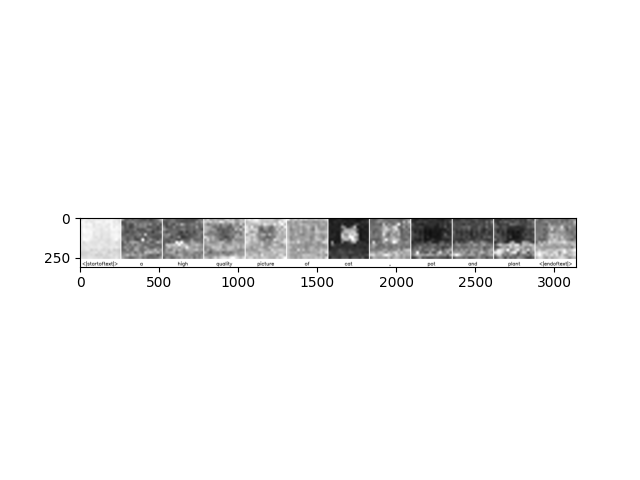 0
250
<|startoftext|> a high quality picture of cat , pot and plant <|endoftext|>
0 500 1000 1500 2000 2500 3000